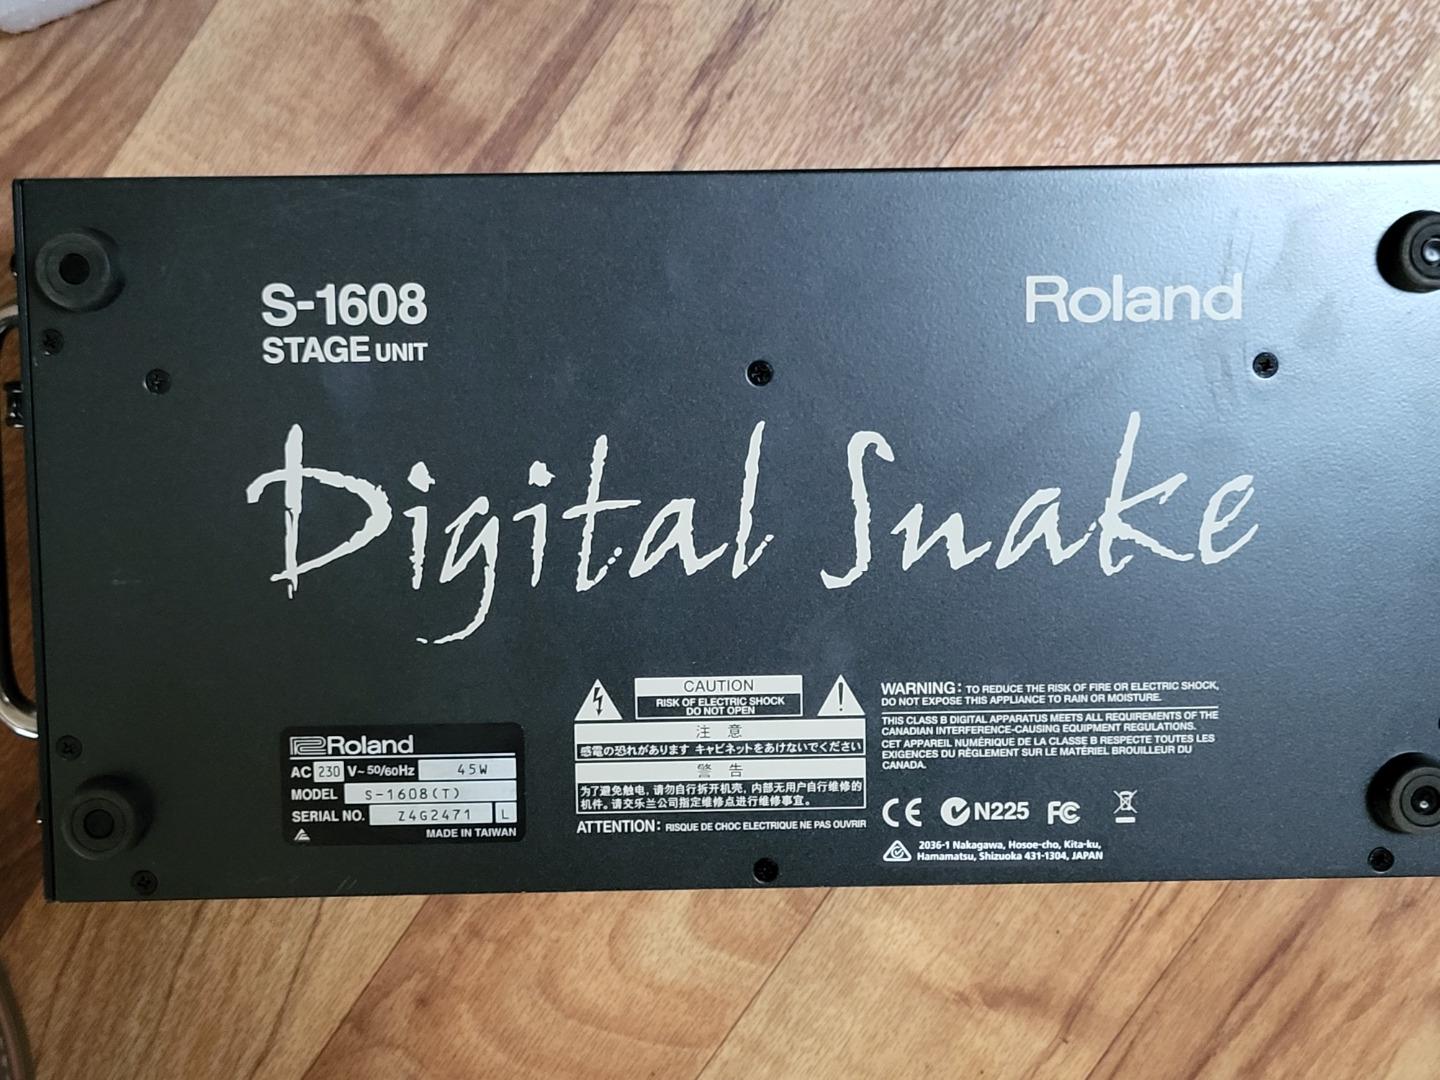 S-1608
STAGE UNIT
Roland
Digital Snake
Roland
AC 230 V~ 50/60Hz 45W
MODEL S-1608(T)
SERIAL NO. Z4G2471 L
MADE IN TAIWAN
CAUTION
RISK OF ELECTRIC SHOCK
DO NOT OPEN
注 意
感電の恐れがあります キャビネットをあけないでください
警 告
为了避免触电, 请勿自行拆开机壳, 内部无用户自行维修的
机件。请交乐兰公司指定维修点进行维修事宜。
ATTENTION: RISQUE DE CHOC ELECTRIQUE NE PAS OUVRIR
WARNING: TO REDUCE THE RISK OF FIRE OR ELECTRIC SHOCK,
DO NOT EXPOSE THIS APPLIANCE TO RAIN OR MOISTURE.
THIS CLASS B DIGITAL APPARATUS MEETS ALL REQUIREMENTS OF THE
CANADIAN INTERFERENCE-CAUSING EQUIPMENT REGULATIONS.
CET APPAREIL NUMÉRIQUE DE LA CLASSE B RESPECTE TOUTES LES
EXIGENCES DU RÈGLEMENT SUR LE MATÉRIEL BROUILLEUR DU
CANADA.
CE N225 FC
2036-1 Nakagawa, Hosoe-cho, Kita-ku,
Hamamatsu, Shizuoka 431-1304, JAPAN